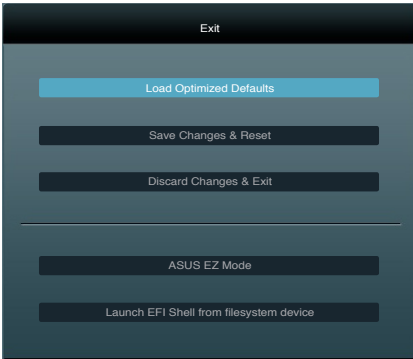 Exit
Load Optimized Defaults
Save Changes & Reset
Discard Changes & Exit
ASUS EZ Mode
Launch EFI Shell from filesystem device